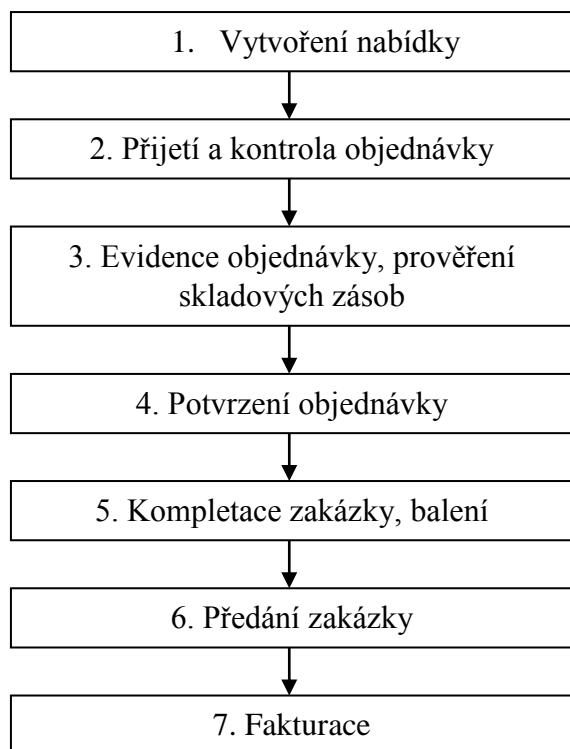 1. Vytvoření nabídky
2. Přijetí a kontrola objednávky
3. Evidence objednávky, prověření
skladových zásob
4. Potvrzení objednávky
5. Kompletace zakázky, balení
6. Předání zakázky
7. Fakturace